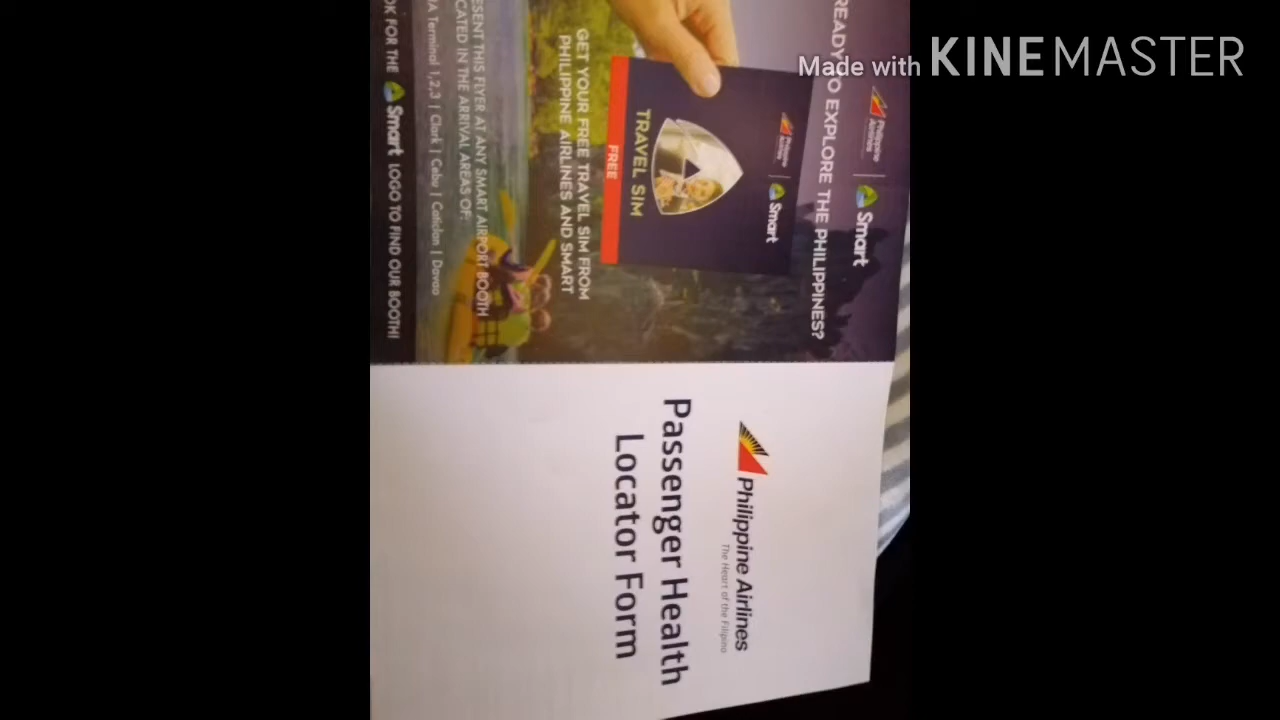 Made with KINEMASTER
Philippine Airlines | Smart
READY TO EXPLORE THE PHILIPPINES?
Philippine Airlines | Smart
TRAVEL SIM
FREE
GET YOUR FREE TRAVEL SIM FROM
PHILIPPINE AIRLINES AND SMART
THIS FLYER AT ANY SMART AIRPORT BOOTH
IN THE ARRIVAL AREAS OF:
Terminal 1,2,3 | Clark | Cebu | Caticlan | Davao
FOR THE Smart LOGO TO FIND OUR BOOTH!
Philippine Airlines
The Heart of the Filipino
Passenger Health
Locator Form